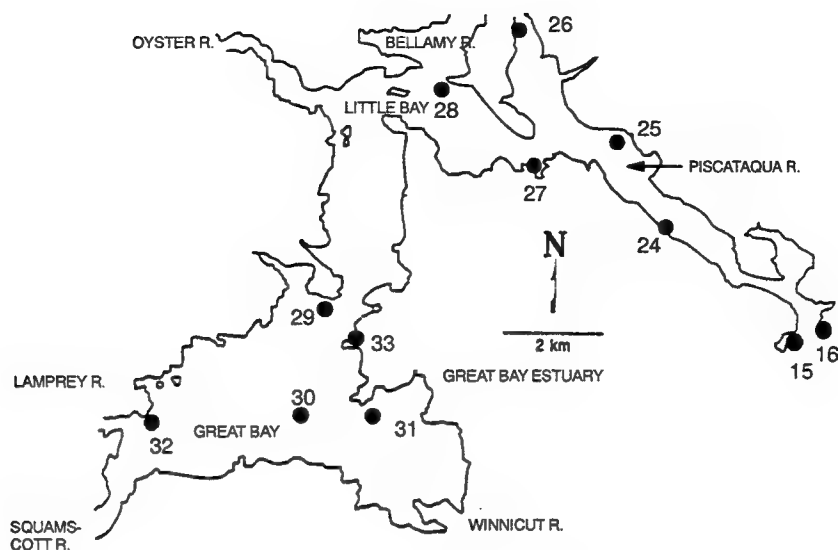 26
OYSTER R.
BELLAMY R.
LITTLE BAY
28
25
PISCATAQUA R.
27
24
N
29
33
2 km
16
15
LAMPREY R.
GREAT BAY ESTUARY
30
31
32
GREAT BAY
SQUAMS-
COTT R.
WINNICUT R.